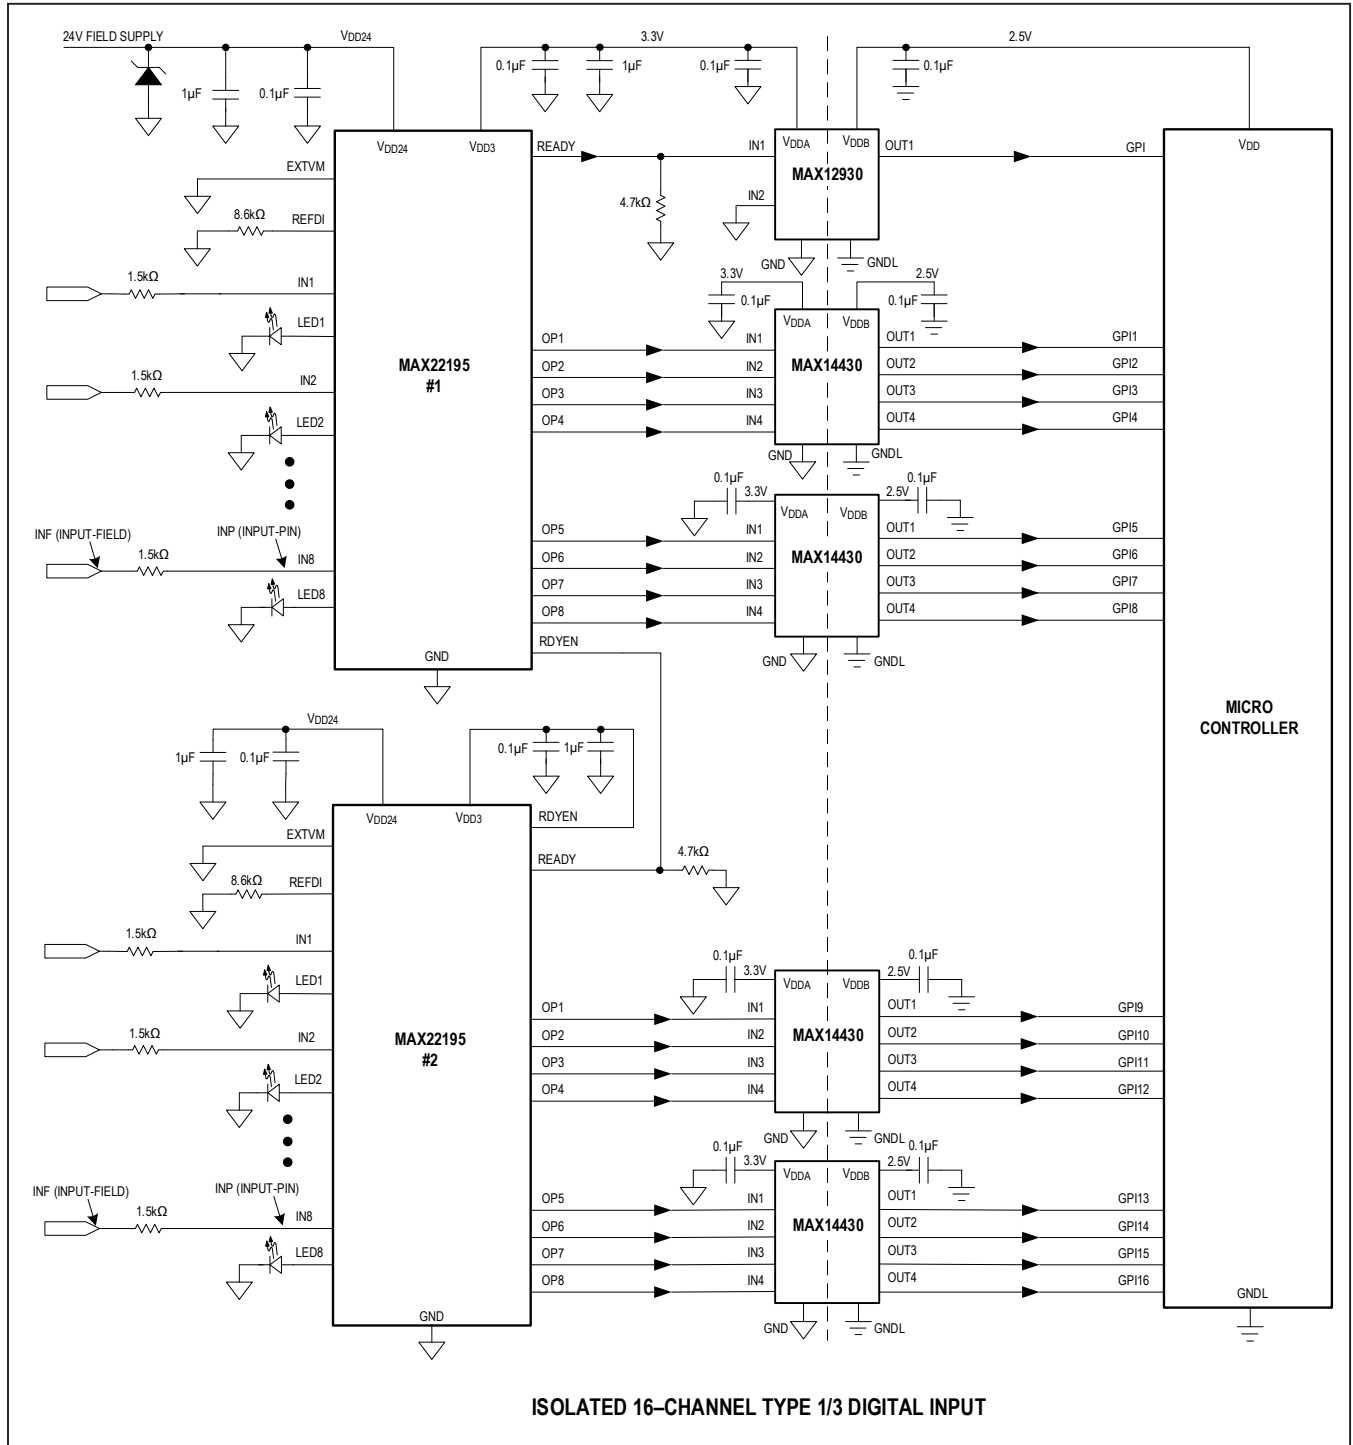 24V FIELD SUPPLY
VDD24
3.3V
2.5V
1µF
0.1µF
0.1µF
1µF
0.1µF
0.1µF
VDD24
VDD3
READY
IN1
VDDA
VDDB
OUT1
GPI
VDD
EXTVM
MAX12930
8.6kΩ
REFDI
4.7kΩ
IN2
GND
GNDL
1.5kΩ
IN1
3.3V
2.5V
0.1µF
0.1µF
LED1
VDDA
VDDB
OP1
IN1
OUT1
GPI1
MAX22195
#1
MAX14430
OP2
IN2
OUT2
GPI2
1.5kΩ
IN2
OP3
IN3
OUT3
GPI3
LED2
OP4
IN4
OUT4
GPI4
GND
GNDL
0.1µF
3.3V
2.5V
0.1µF
VDDA
VDDB
INF (INPUT-FIELD)
INP (INPUT-PIN)
1.5kΩ
IN8
OP5
IN1
OUT1
GPI5
OP6
IN2
MAX14430
OUT2
GPI6
OP7
IN3
OUT3
GPI7
LED8
OP8
IN4
OUT4
GPI8
RDYEN
GND
GND
GNDL
MICRO
CONTROLLER
VDD24
1µF
0.1µF
0.1µF
1µF
VDD24
VDD3
RDYEN
EXTVM
READY
4.7kΩ
8.6kΩ
REFDI
1.5kΩ
IN1
0.1µF
3.3V
2.5V
0.1µF
LED1
VDDA
VDDB
OP1
IN1
OUT1
GPI9
MAX22195
#2
MAX14430
1.5kΩ
IN2
OP2
IN2
OUT2
GPI10
OP3
IN3
OUT3
GPI11
LED2
OP4
IN4
OUT4
GPI12
GND
GNDL
0.1µF
3.3V
2.5V
0.1µF
VDDA
VDDB
INF (INPUT-FIELD)
INP (INPUT-PIN)
1.5kΩ
IN8
OP5
IN1
OUT1
GPI13
OP6
IN2
MAX14430
OUT2
GPI14
OP7
IN3
OUT3
GPI15
LED8
OP8
IN4
OUT4
GPI16
GND
GND
GNDL
GNDL
ISOLATED 16–CHANNEL TYPE 1/3 DIGITAL INPUT